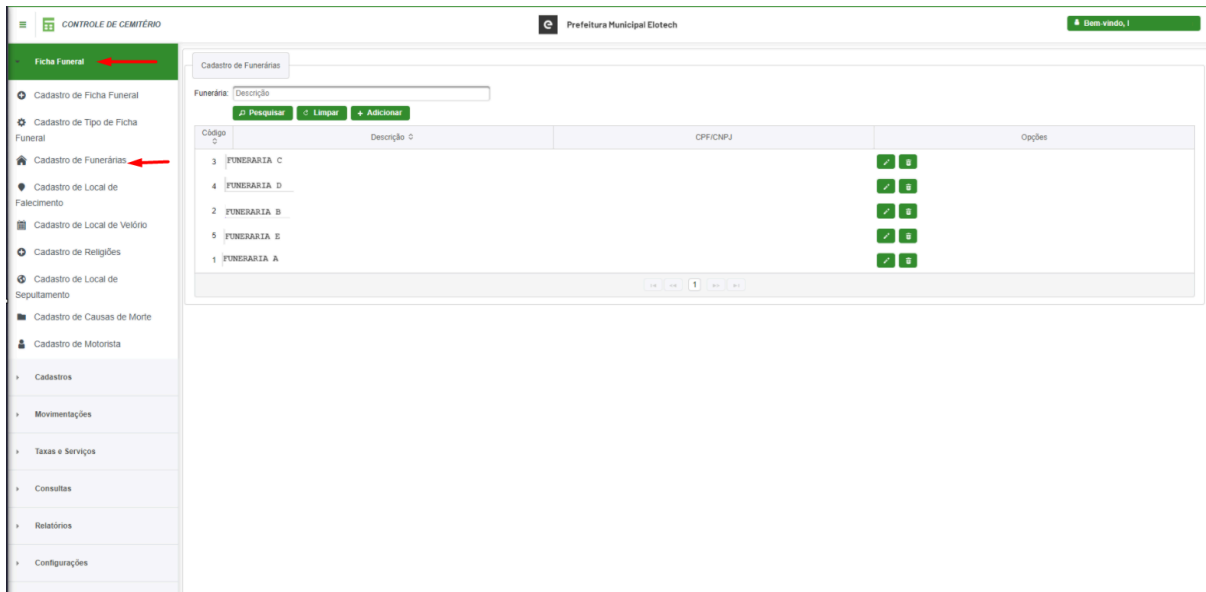 CONTROLE DE CEMITÉRIO
Prefeitura Municipal Elotech
Bem-vindo, I
Ficha Funeral
Cadastro de Ficha Funeral
Cadastro de Tipo de Ficha
Funeral
Cadastro de Funerárias
Cadastro de Local de
Falecimento
Cadastro de Local de Velório
Cadastro de Religiões
Cadastro de Local de
Sepultamento
Cadastro de Causas de Morte
Cadastro de Motorista
Cadastros
Movimentações
Taxas e Serviços
Consultas
Relatórios
Configurações
Cadastro de Funerárias
Funerária: Descrição
Pesquisar Limpar + Adicionar
Código Descrição CPF/CNPJ Opções
3 FUNERARIA C
4 FUNERARIA D
2 FUNERARIA B
5 FUNERARIA E
1 FUNERARIA A
1